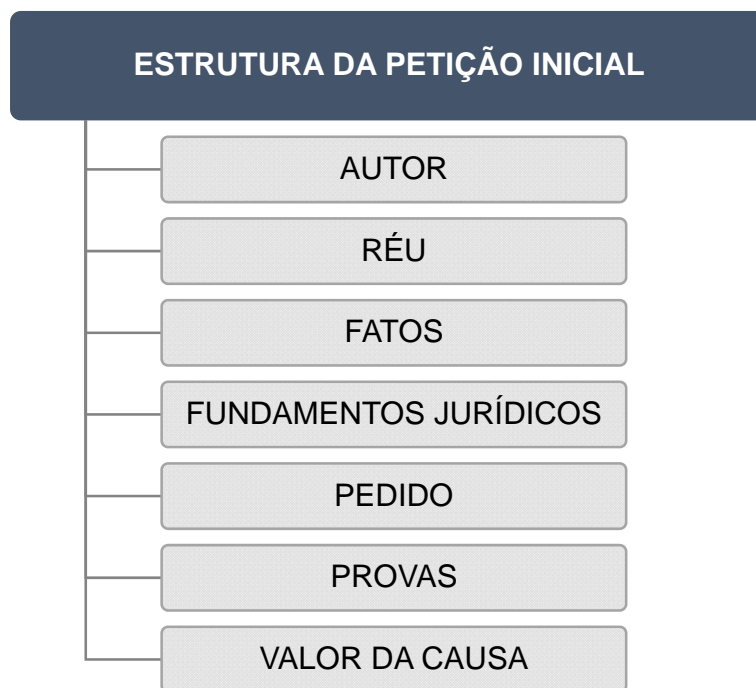 ESTRUTURA DA PETIÇÃO INICIAL
AUTOR
RÉU
FATOS
FUNDAMENTOS JURÍDICOS
PEDIDO
PROVAS
VALOR DA CAUSA